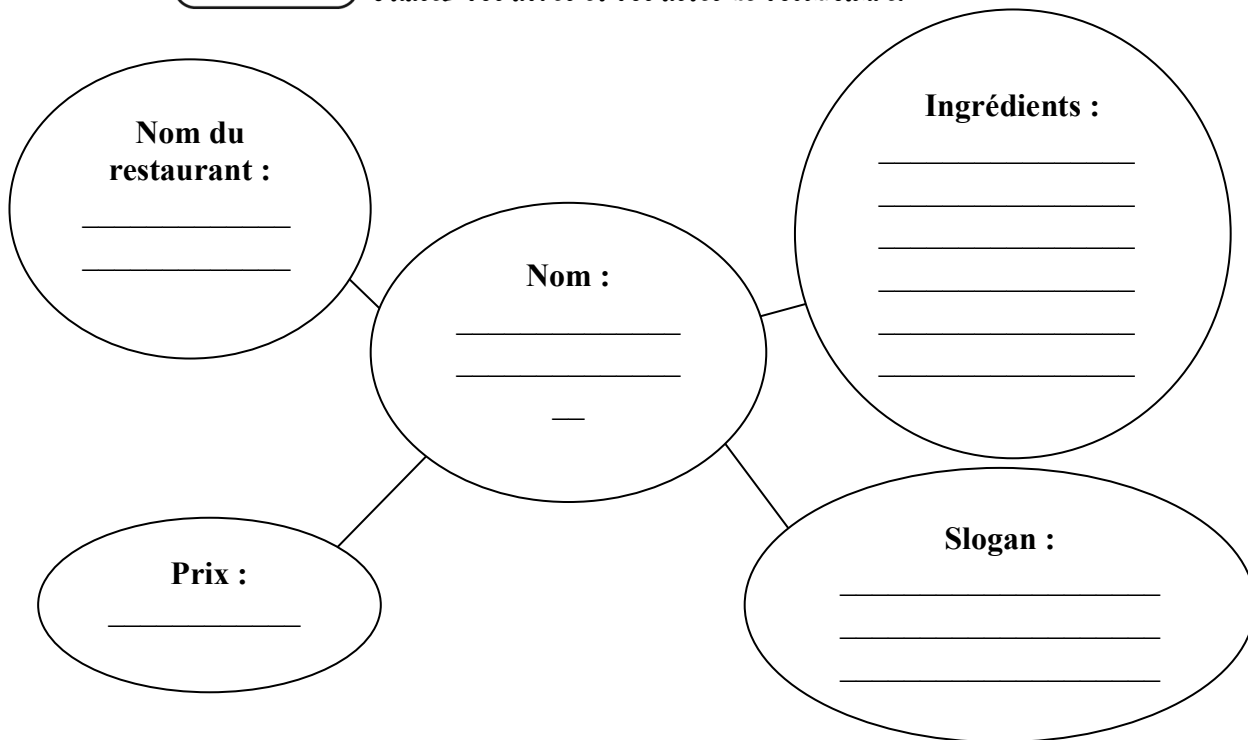 Nom du
restaurant :
Ingrédients :
Nom :
Prix :
Slogan :